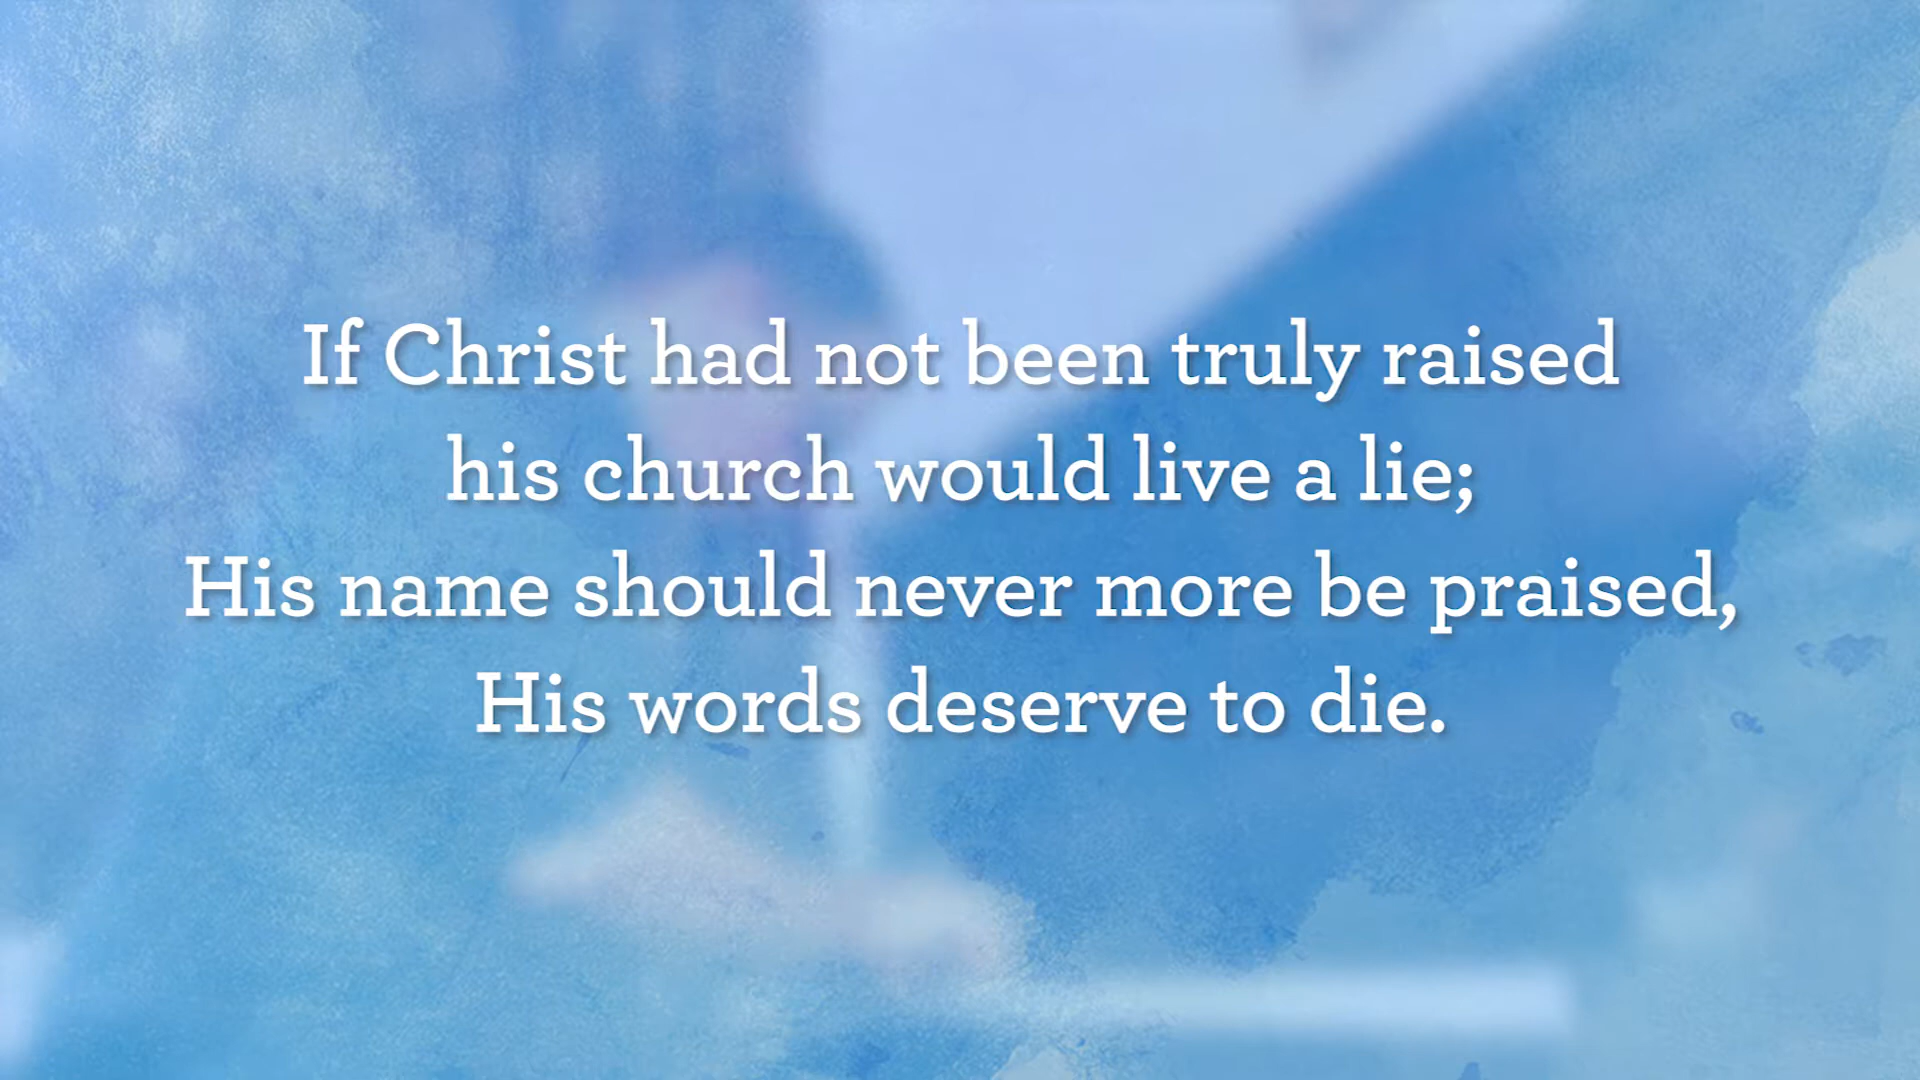 If Christ had not been truly raised
his church would live a lie;
His name should never more be praised,
His words deserve to die.